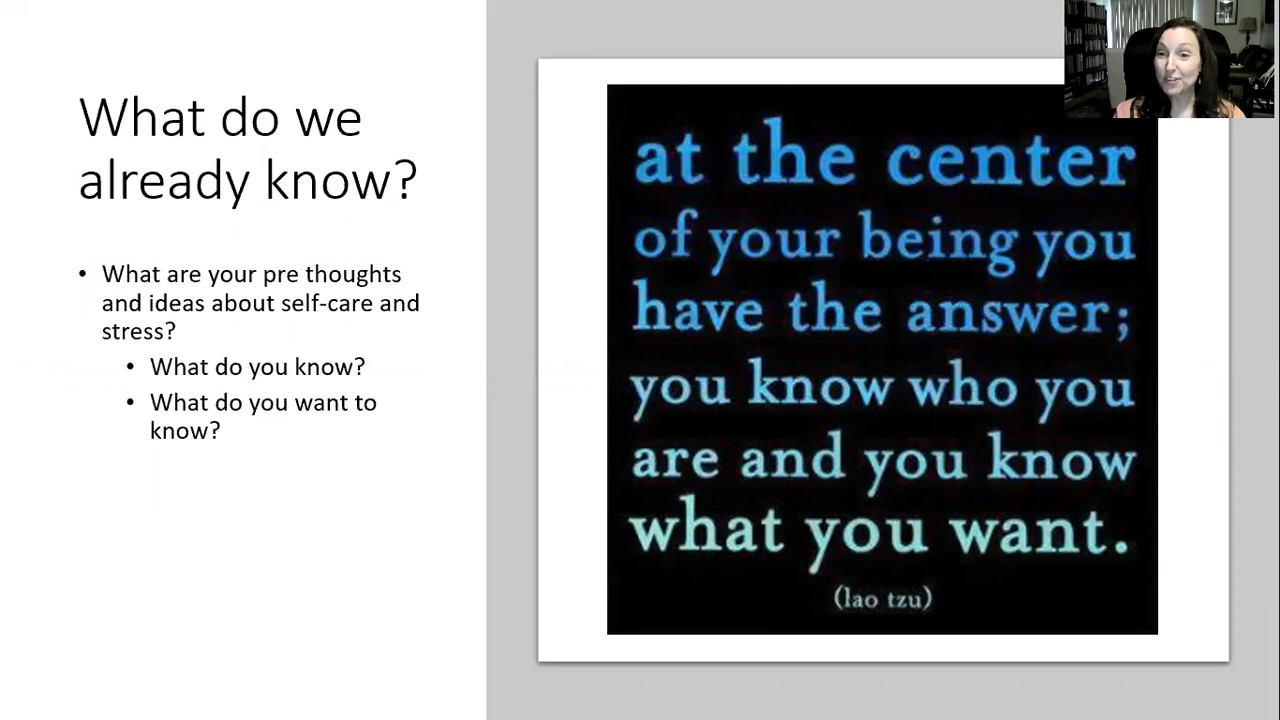 What do we
already know?
• What are your pre thoughts
and ideas about self-care and
stress?
• What do you know?
• What do you want to
know?
at the center
of your being you
have the answer;
you know who you
are and you know
what you want.
(lao tzu)